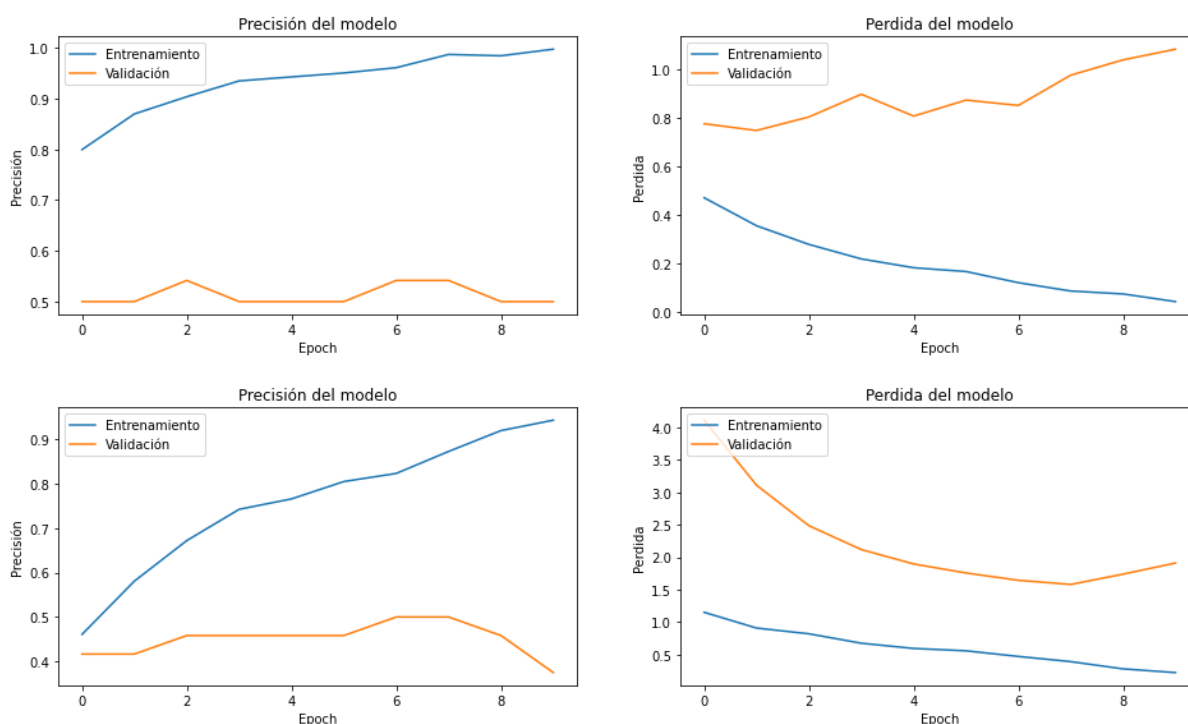 Precisión del modelo
Entrenamiento
Validación
Precisión
1.0
0.9
0.8
0.7
0.6
0.5
0 2 4 6 8
Epoch
Perdida del modelo
Entrenamiento
Validación
Perdida
1.0
0.8
0.6
0.4
0.2
0.0
0 2 4 6 8
Epoch
Precisión del modelo
Entrenamiento
Validación
Precisión
0.9
0.8
0.7
0.6
0.5
0.4
0 2 4 6 8
Epoch
Perdida del modelo
Entrenamiento
Validación
Perdida
4.0
3.5
3.0
2.5
2.0
1.5
1.0
0.5
0 2 4 6 8
Epoch